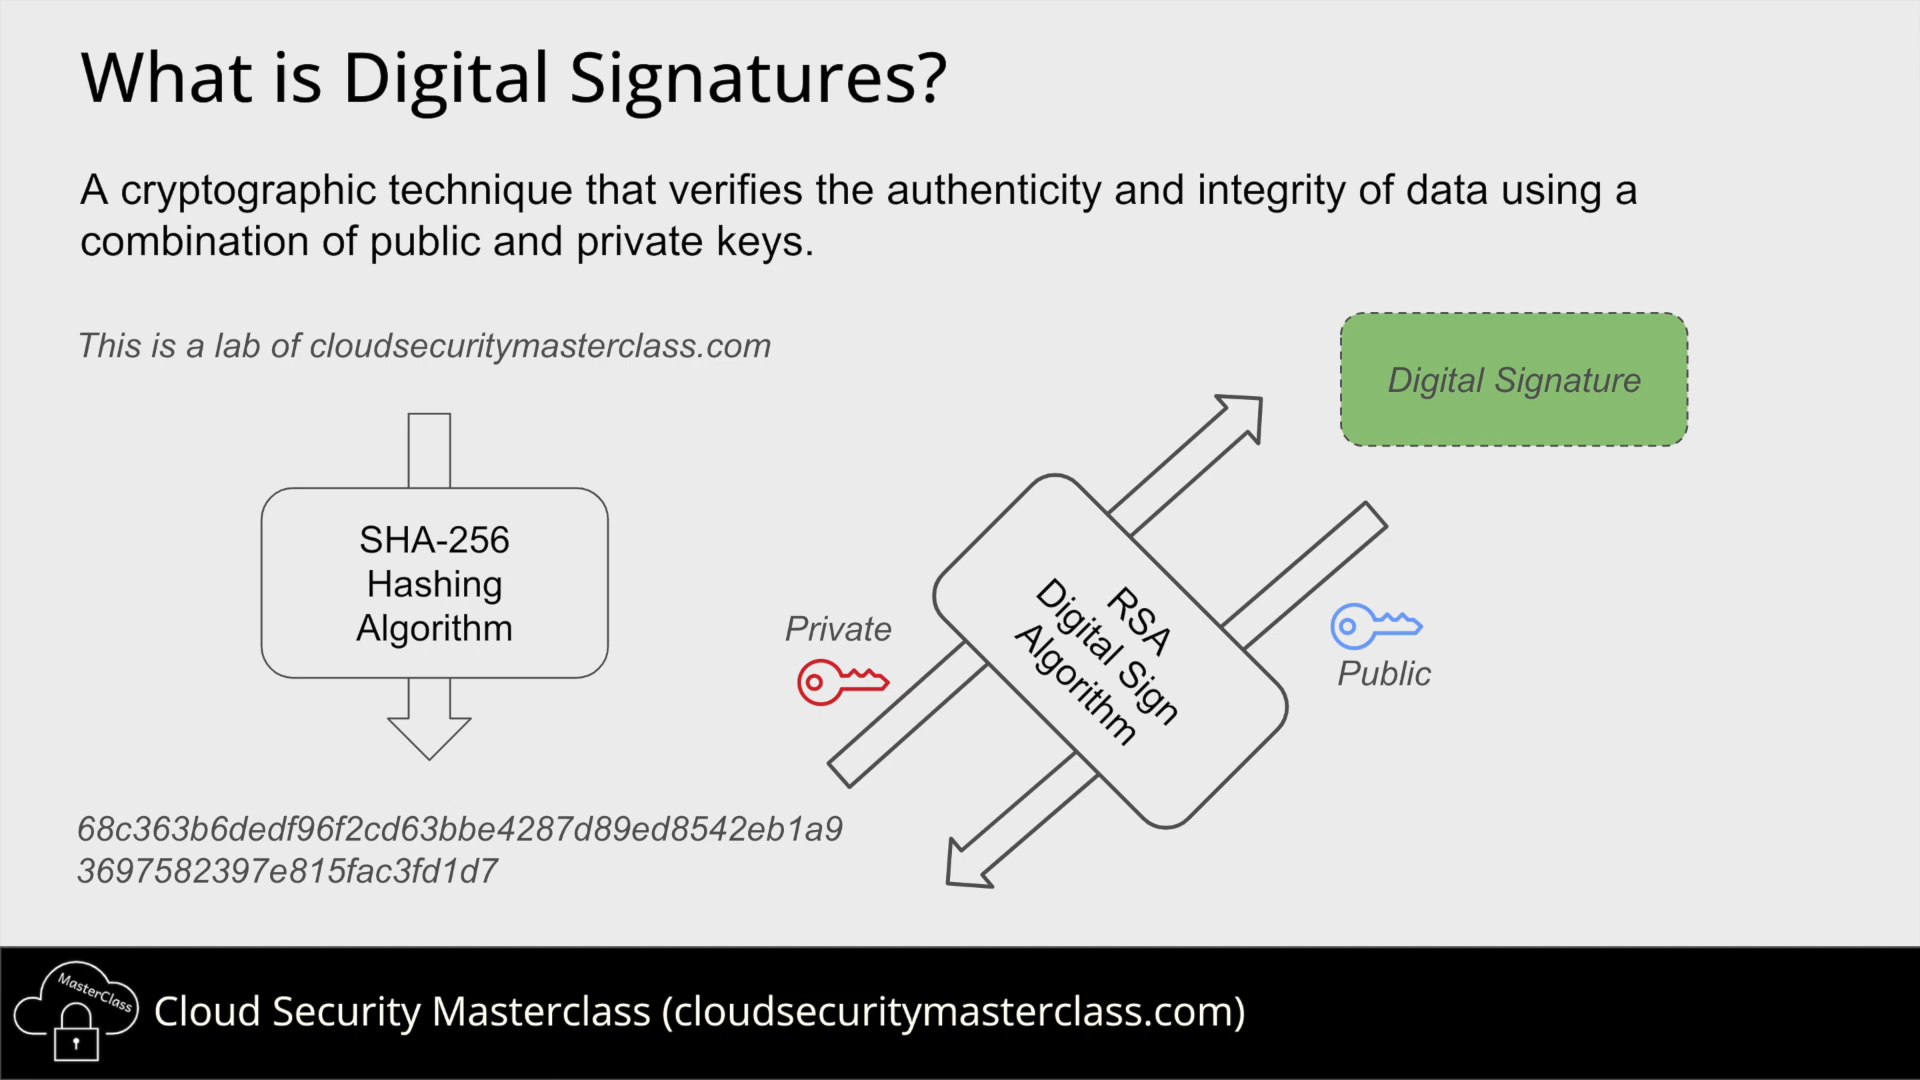 What is Digital Signatures?
A cryptographic technique that verifies the authenticity and integrity of data using a
combination of public and private keys.
This is a lab of cloudsecuritymasterclass.com
Digital Signature
SHA-256
Hashing
Algorithm
Private
RSA
Digital Sign
Algorithm
Public
68c363b6dedf96f2cd63bbe4287d89ed8542eb1a9
3697582397e815fac3fd1d7
MasterClass
Cloud Security Masterclass (cloudsecuritymasterclass.com)